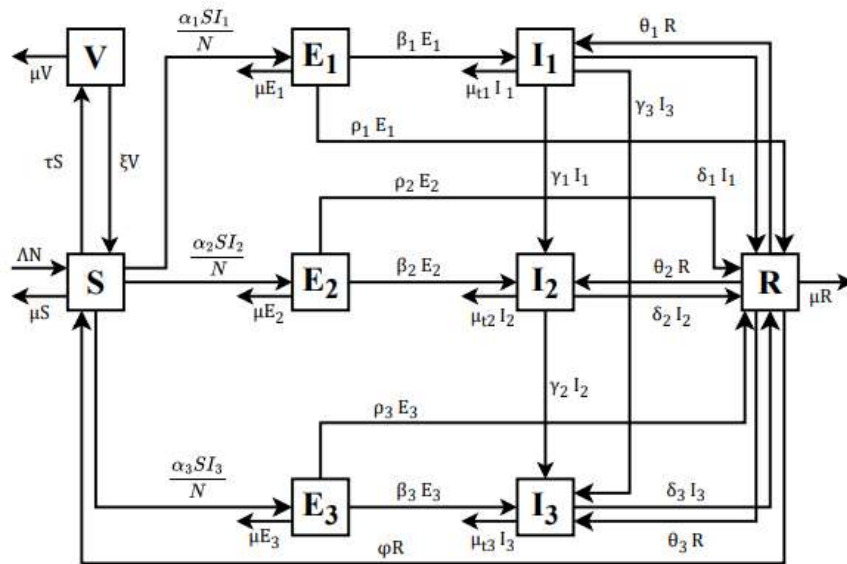 α₁SI₁
N
θ₁ R
V
E₁
β₁ E₁
I₁
μV
μE₁
μₜ₁ I ₁
γ₃ I₃
ρ₁ E₁
τS
ξV
γ₁ I₁
δ₁ I₁
ρ₂ E₂
α₂SI₂
N
ΛN
S
E₂
β₂ E₂
I₂
θ₂ R
R
μS
μE₂
μₜ₂ I₂
δ₂ I₂
μR
γ₂ I₂
ρ₃ E₃
α₃SI₃
N
E₃
β₃ E₃
I₃
δ₃ I₃
μE₃
μₜ₃ I₃
θ₃ R
φR